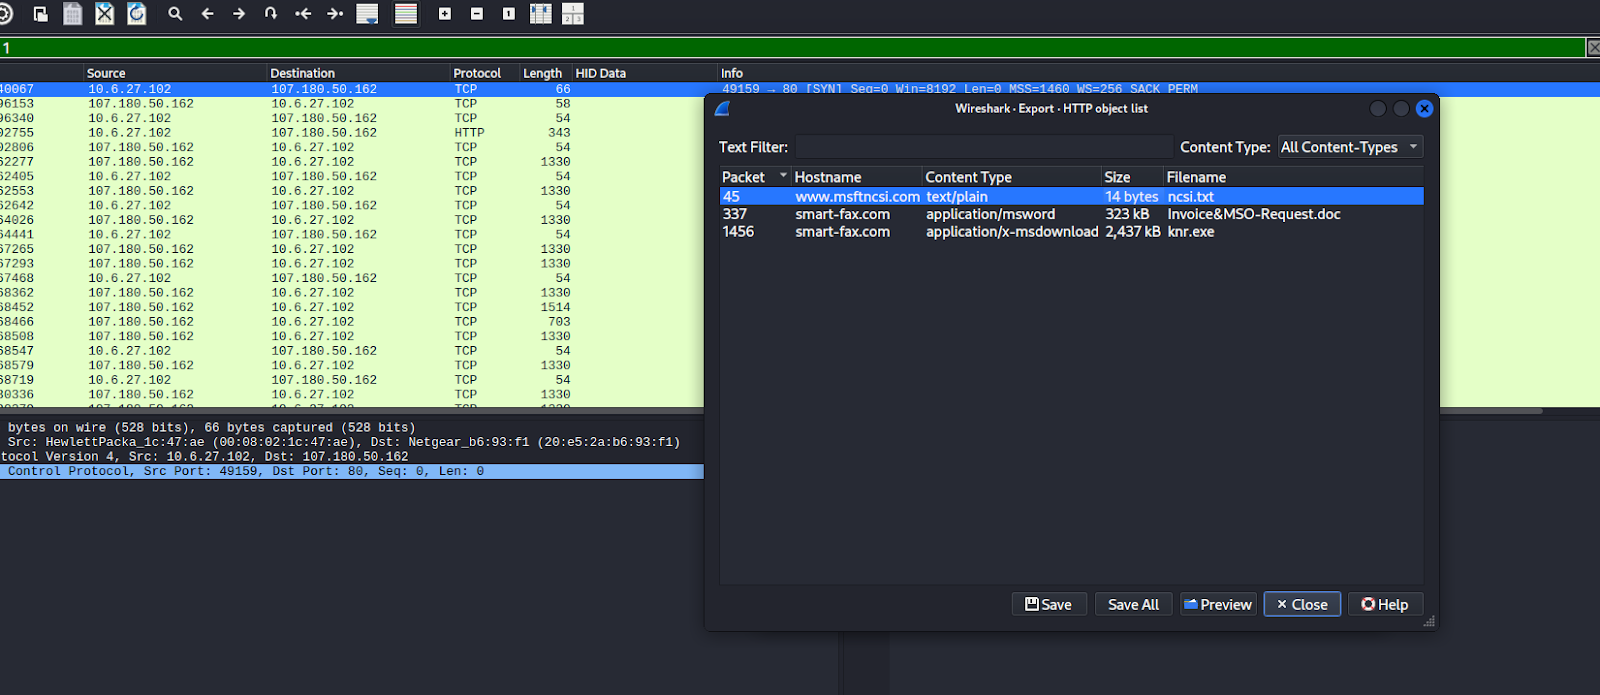 1
Source Destination Protocol Length HID Data Info
40067 10.6.27.102 107.180.50.162 TCP 66 49159 → 80 [SYN] Seq=0 Win=8192 Len=0 MSS=1460 WS=256 SACK_PERM
96153 107.180.50.162 10.6.27.102 TCP 58
96340 10.6.27.102 107.180.50.162 TCP 54
02755 10.6.27.102 107.180.50.162 HTTP 343
02806 107.180.50.162 10.6.27.102 TCP 54
62277 107.180.50.162 10.6.27.102 TCP 1330
62405 10.6.27.102 107.180.50.162 TCP 54
62553 107.180.50.162 10.6.27.102 TCP 1330
62642 10.6.27.102 107.180.50.162 TCP 54
64026 107.180.50.162 10.6.27.102 TCP 1330
64441 10.6.27.102 107.180.50.162 TCP 54
67265 107.180.50.162 10.6.27.102 TCP 1330
67293 107.180.50.162 10.6.27.102 TCP 1330
67468 10.6.27.102 107.180.50.162 TCP 54
68362 107.180.50.162 10.6.27.102 TCP 1330
68452 107.180.50.162 10.6.27.102 TCP 1514
68466 107.180.50.162 10.6.27.102 TCP 703
68508 107.180.50.162 10.6.27.102 TCP 1330
68547 10.6.27.102 107.180.50.162 TCP 54
68579 107.180.50.162 10.6.27.102 TCP 1330
68719 10.6.27.102 107.180.50.162 TCP 54
80336 107.180.50.162 10.6.27.102 TCP 1330
bytes on wire (528 bits), 66 bytes captured (528 bits)
Src: HewlettPacka_1c:47:ae (00:08:02:1c:47:ae), Dst: Netgear_b6:93:f1 (20:e5:2a:b6:93:f1)
tocol Version 4, Src: 10.6.27.102, Dst: 107.180.50.162
Control Protocol, Src Port: 49159, Dst Port: 80, Seq: 0, Len: 0
Wireshark · Export · HTTP object list
Text Filter: Content Type: All Content-Types
Packet Hostname Content Type Size Filename
45 www.msftncsi.com text/plain 14 bytes ncsi.txt
337 smart-fax.com application/msword 323 kB Invoice&MSO-Request.doc
1456 smart-fax.com application/x-msdownload 2,437 kB knr.exe
Save Save All Preview Close Help